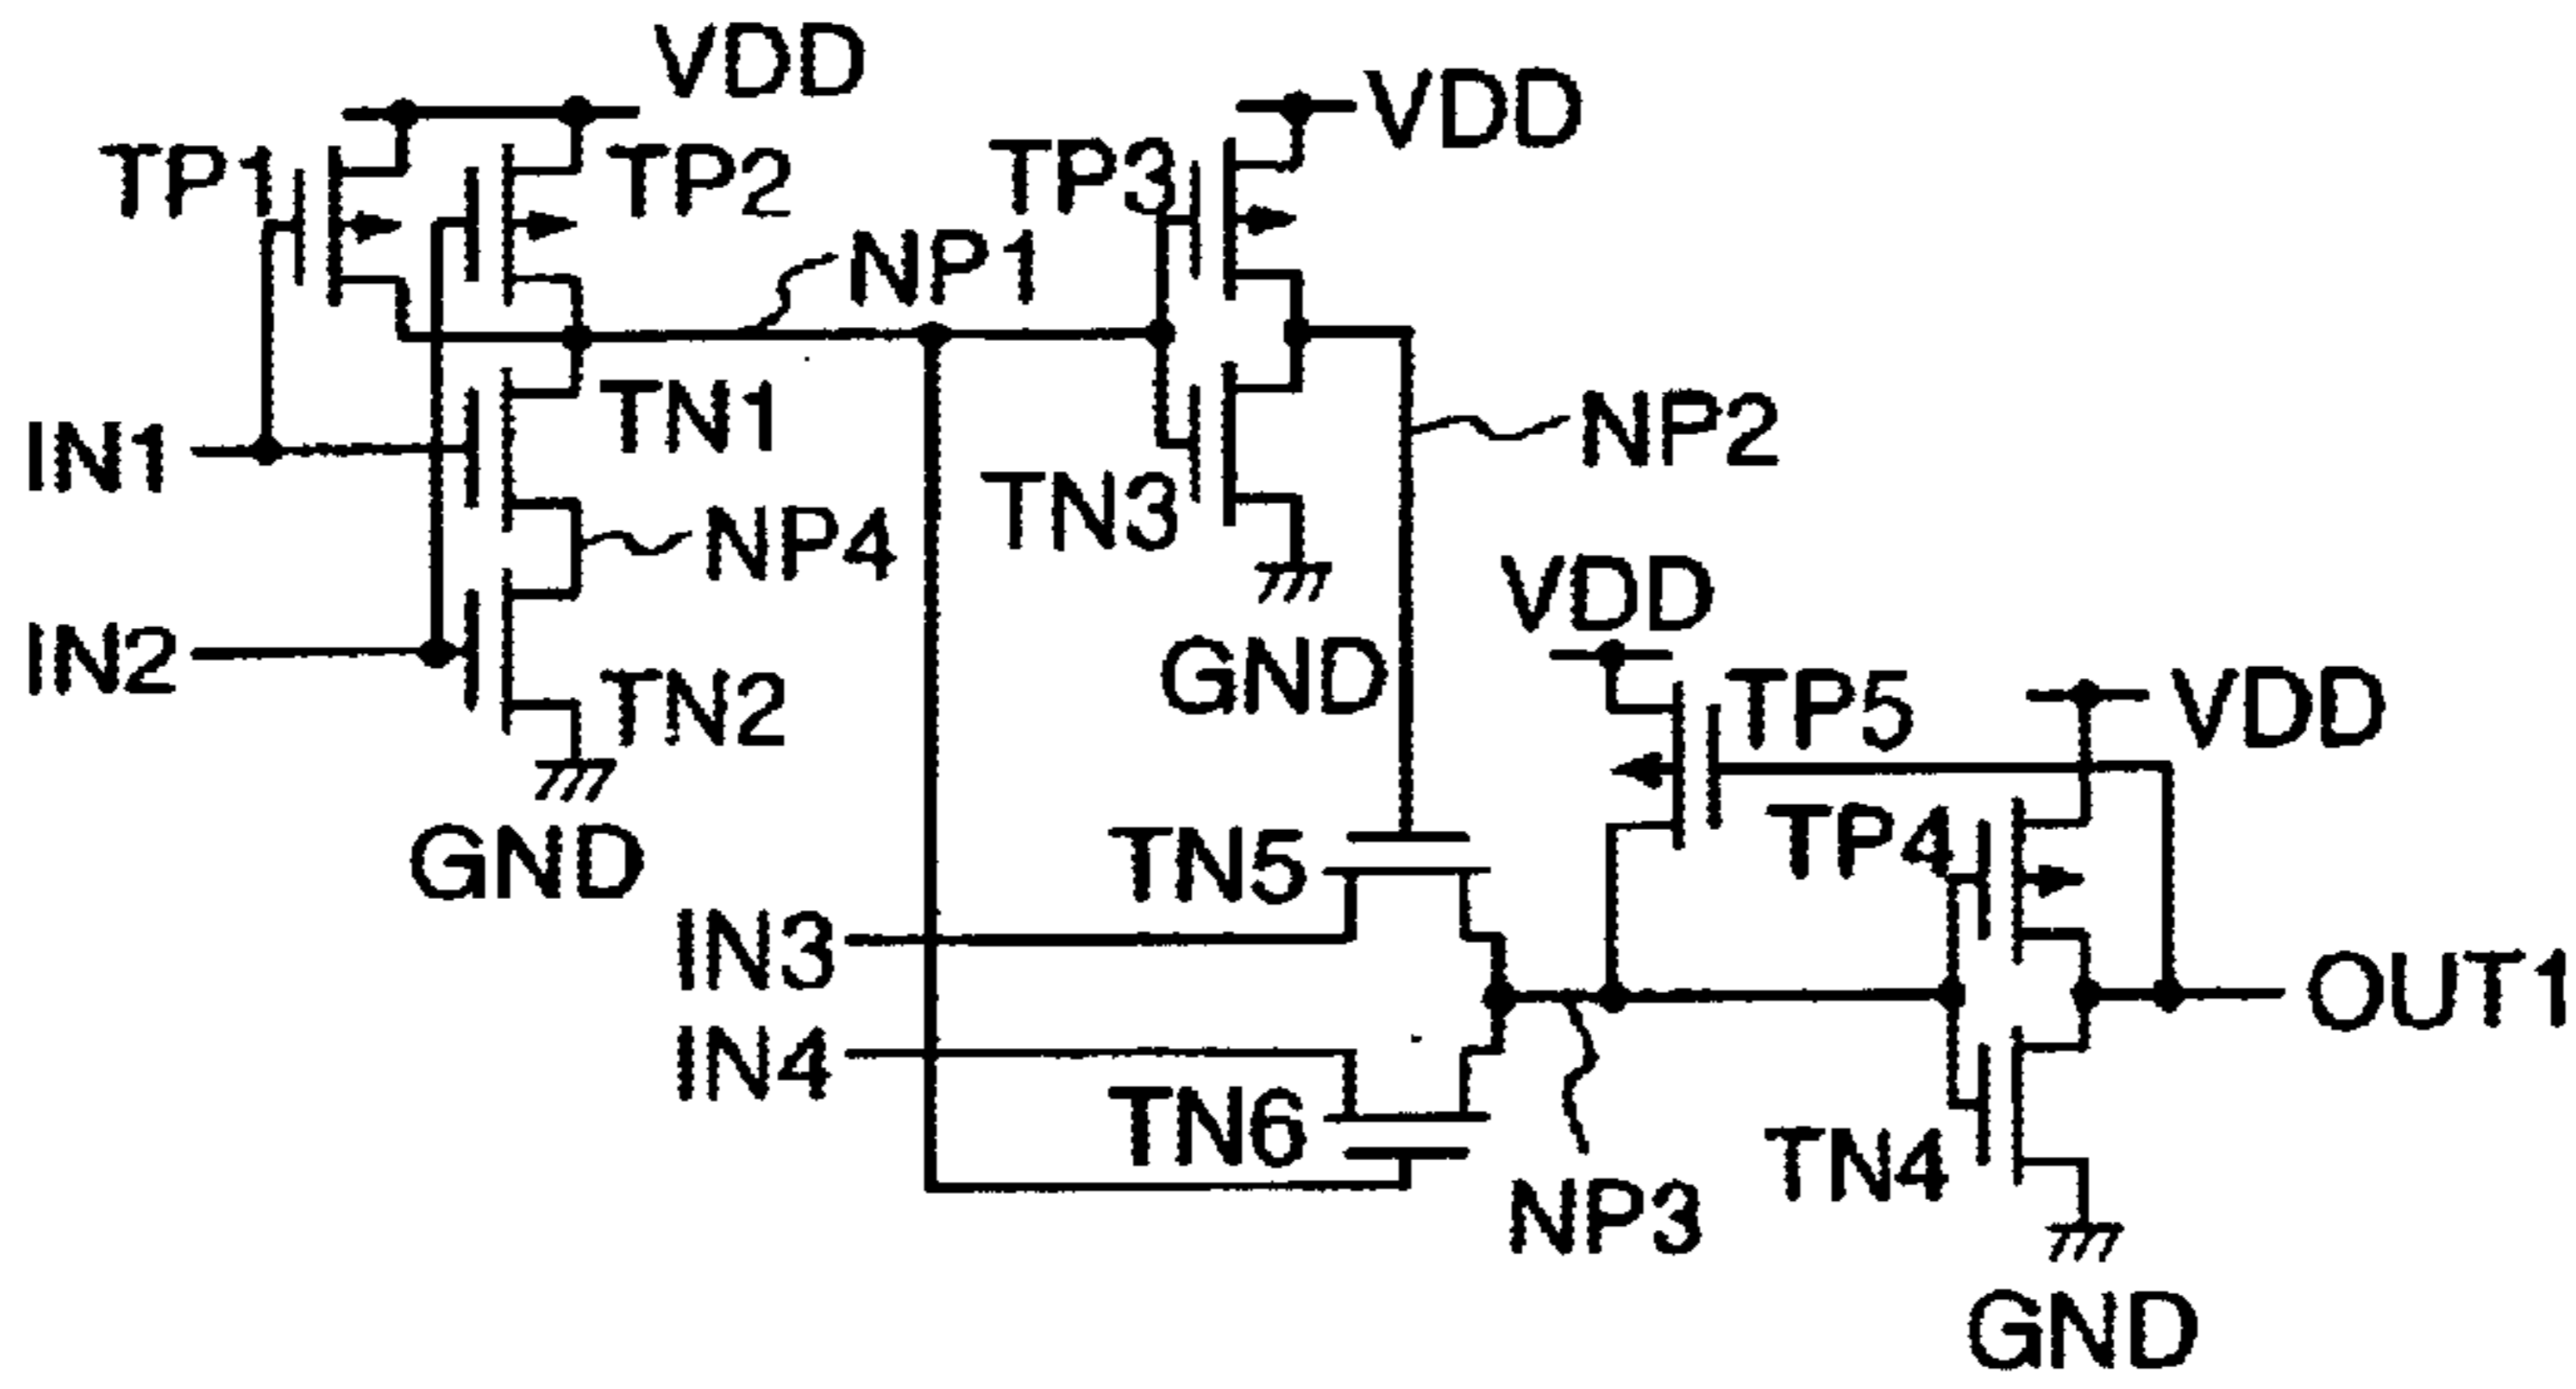 VDD
VDD
TP1
TP2
TP3
NP1
IN1
TN1
NP2
TN3
NP4
VDD
IN2
TN2
GND
TP5
VDD
GND
TN5
TP4
IN3
OUT1
IN4
TN6
TN4
NP3
GND